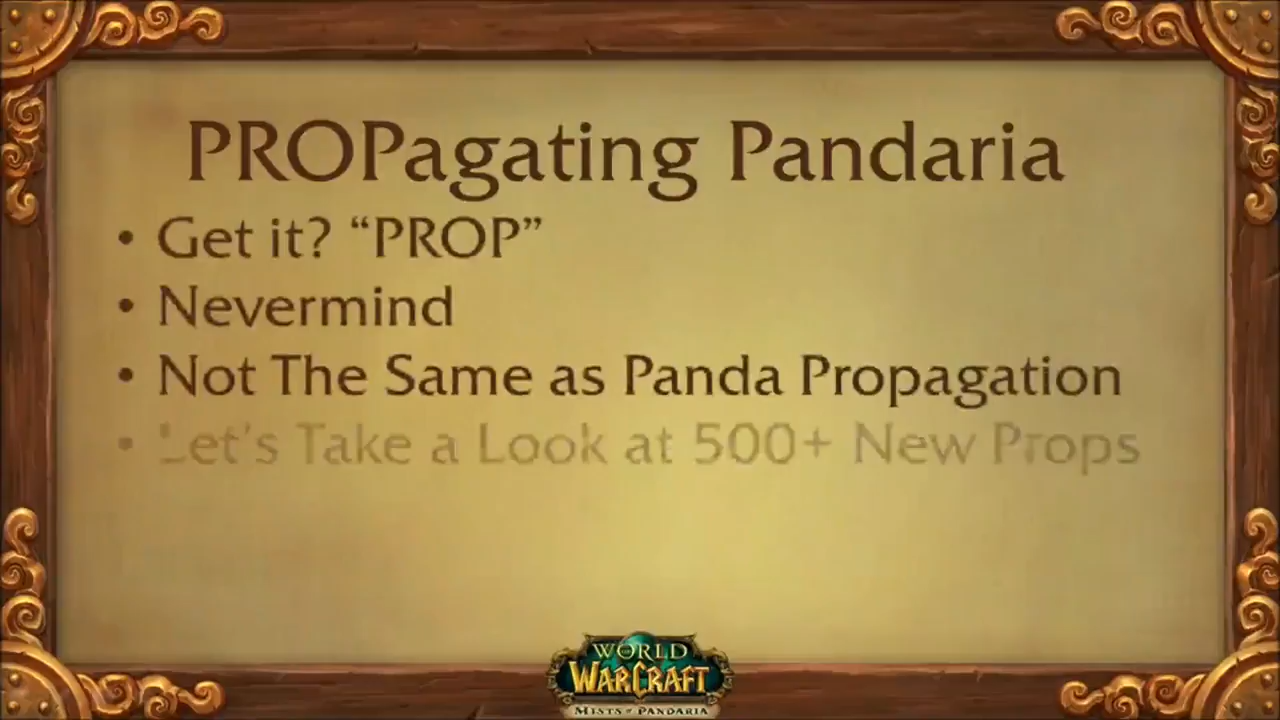 PROPagating Pandaria
• Get it? “PROP”
• Nevermind
• Not The Same as Panda Propagation
• Let’s Take a Look at 500+ New Props
WORLD
OF
WARCRAFT
MISTS OF PANDARIA